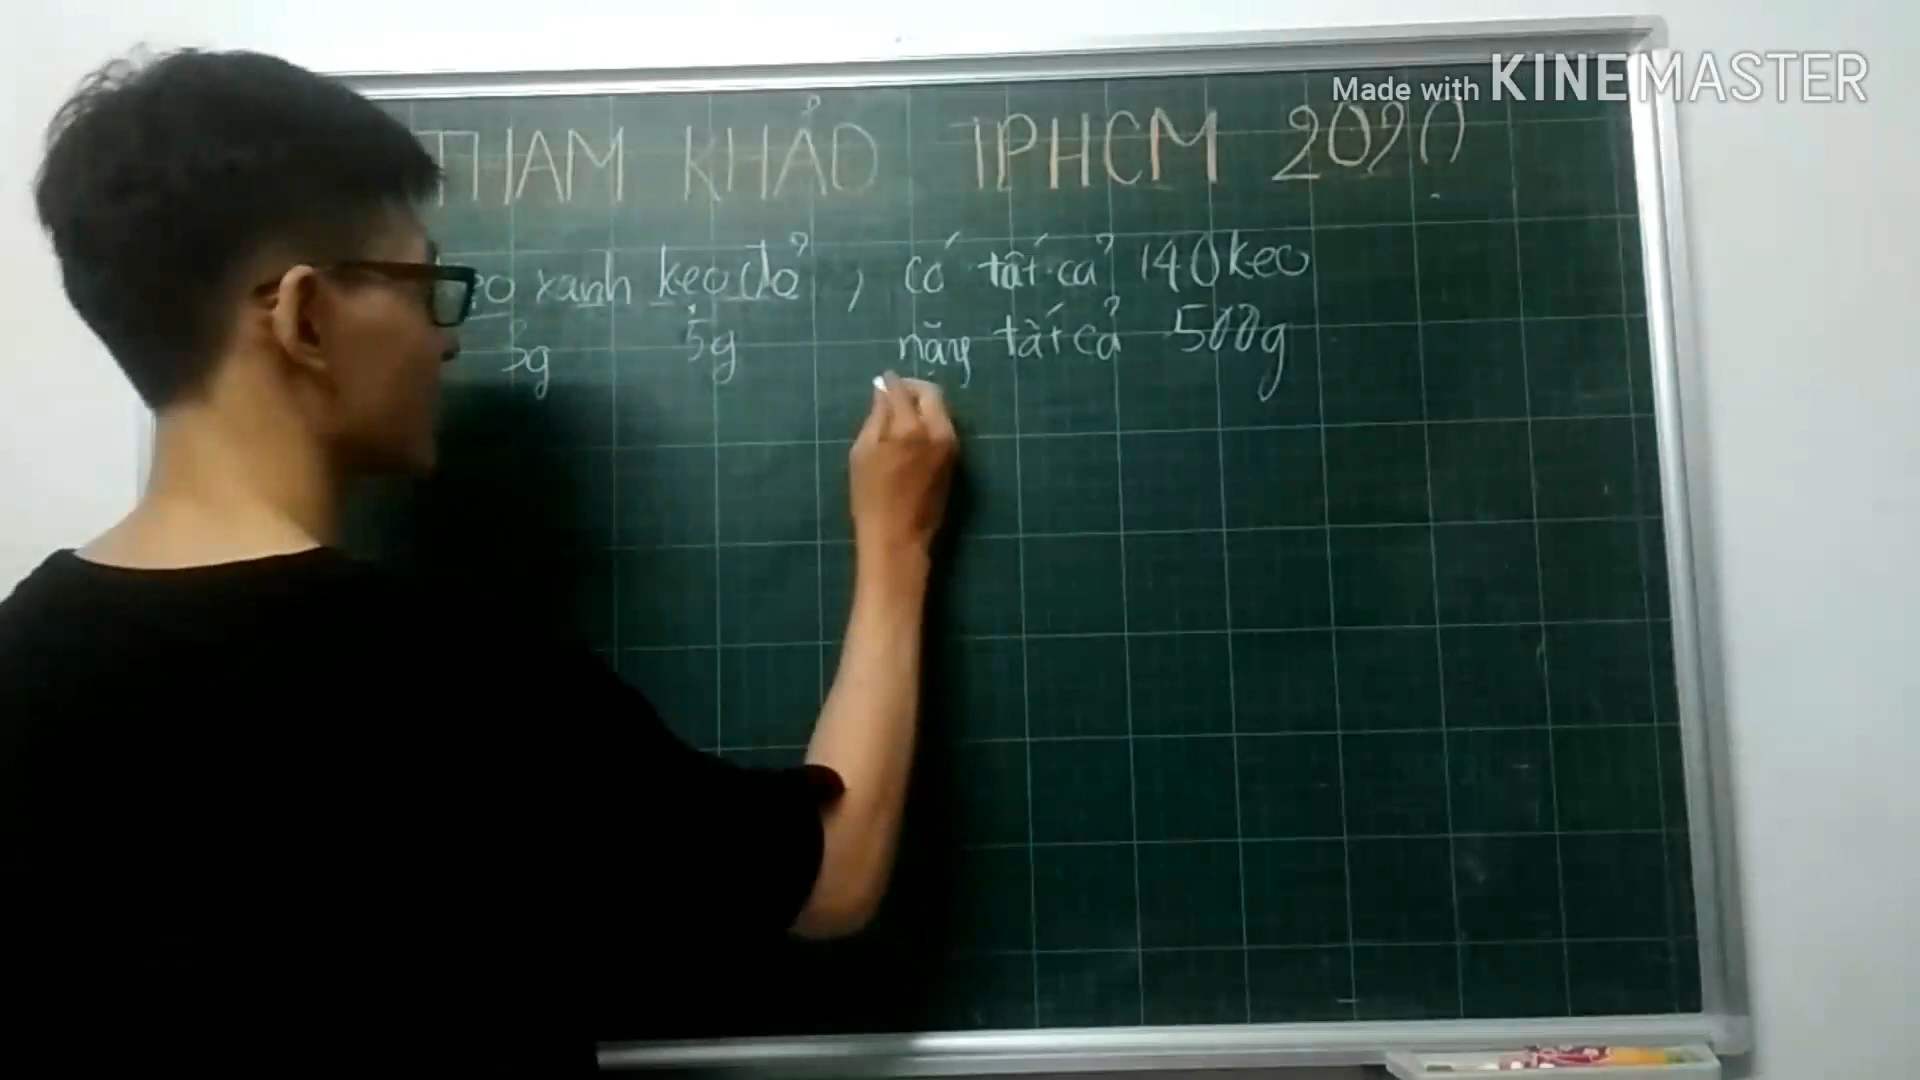 Made with KINEMASTER
THAM KHẢO TPHCM 2020
xanh kẹo đỏ, có tất cả 140 kẹo
3g 5g nặng tất cả 500g